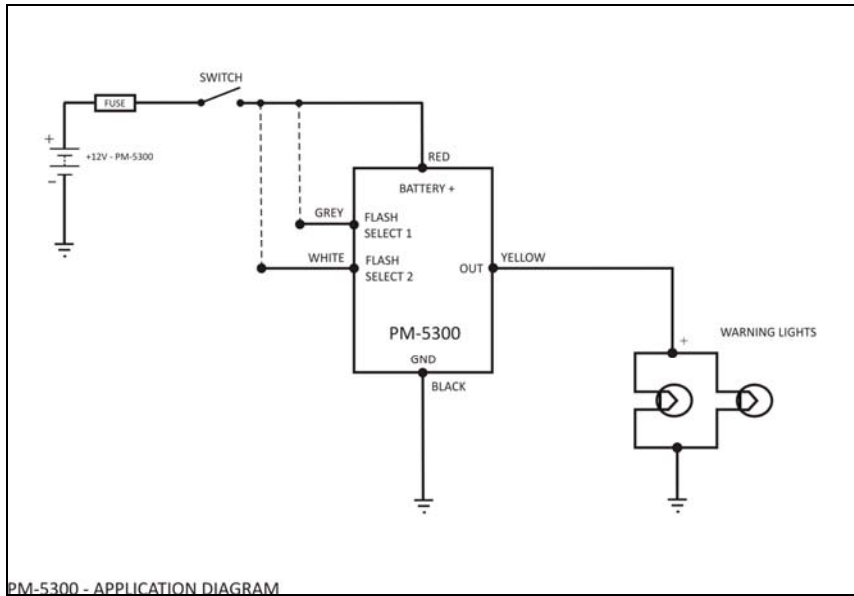 SWITCH
FUSE
+
+12V - PM-5300
−
RED
BATTERY +
GREY
FLASH
SELECT 1
WHITE
FLASH
SELECT 2
OUT
YELLOW
PM-5300
GND
BLACK
WARNING LIGHTS
+
PM-5300 - APPLICATION DIAGRAM